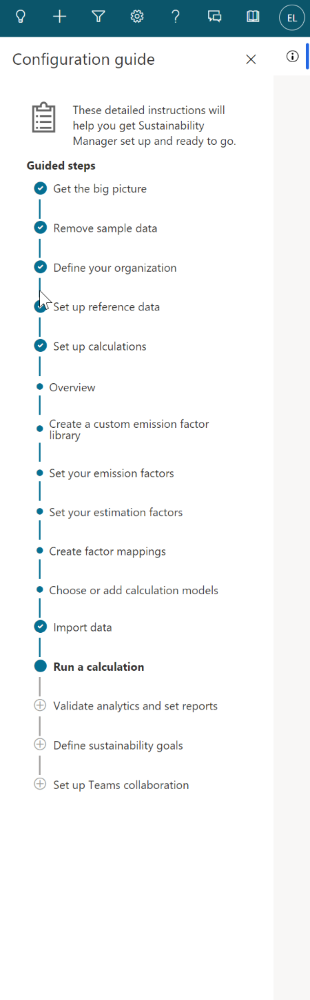 EL
Configuration guide
These detailed instructions will
help you get Sustainability
Manager set up and ready to go.
Guided steps
Get the big picture
Remove sample data
Define your organization
Set up reference data
Set up calculations
Overview
Create a custom emission factor
library
Set your emission factors
Set your estimation factors
Create factor mappings
Choose or add calculation models
Import data
Run a calculation
Validate analytics and set reports
Define sustainability goals
Set up Teams collaboration